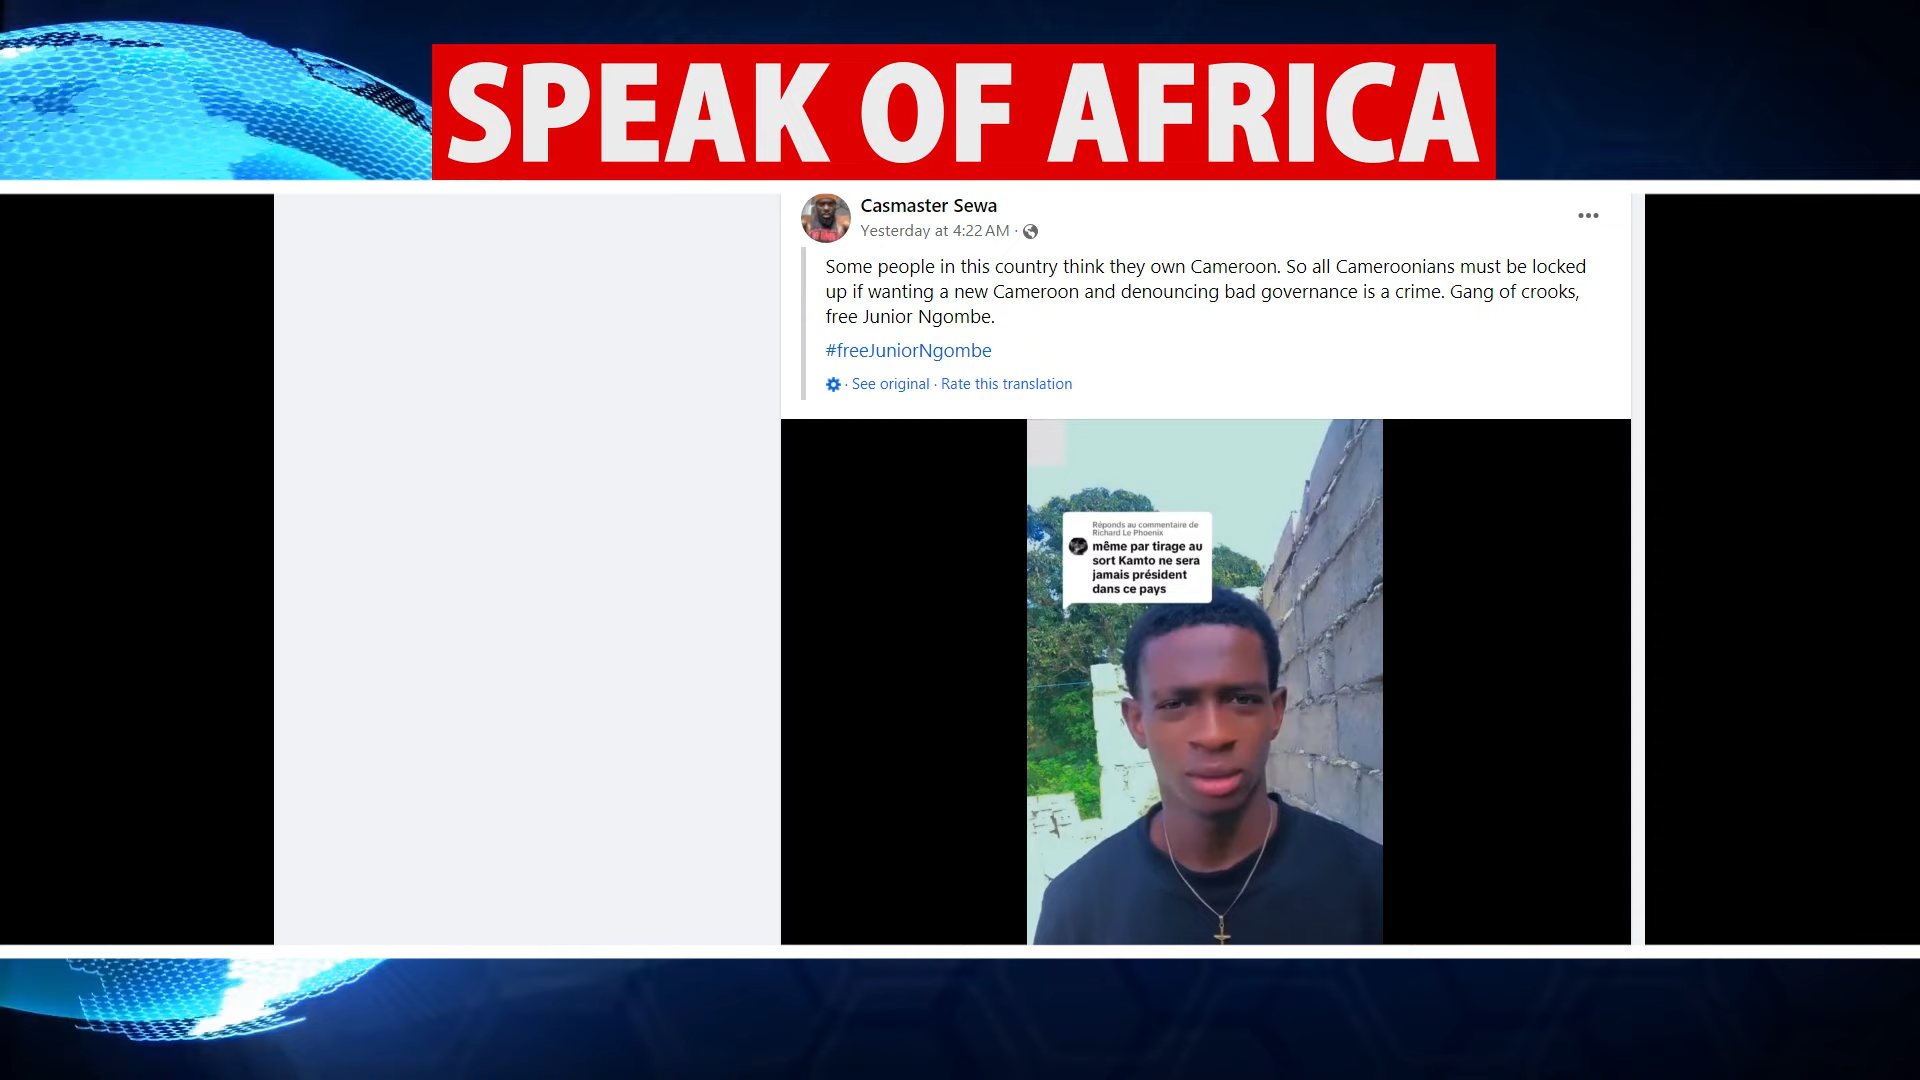 SPEAK OF AFRICA
Casmaster Sewa
Yesterday at 4:22 AM ·
Some people in this country think they own Cameroon. So all Cameroonians must be locked
up if wanting a new Cameroon and denouncing bad governance is a crime. Gang of crooks,
free Junior Ngombe.
#freeJuniorNgombe
· See original · Rate this translation
Réponds au commentaire de
Richard Le Phoenix
même par tirage au
sort Kamto ne sera
jamais président
dans ce pays